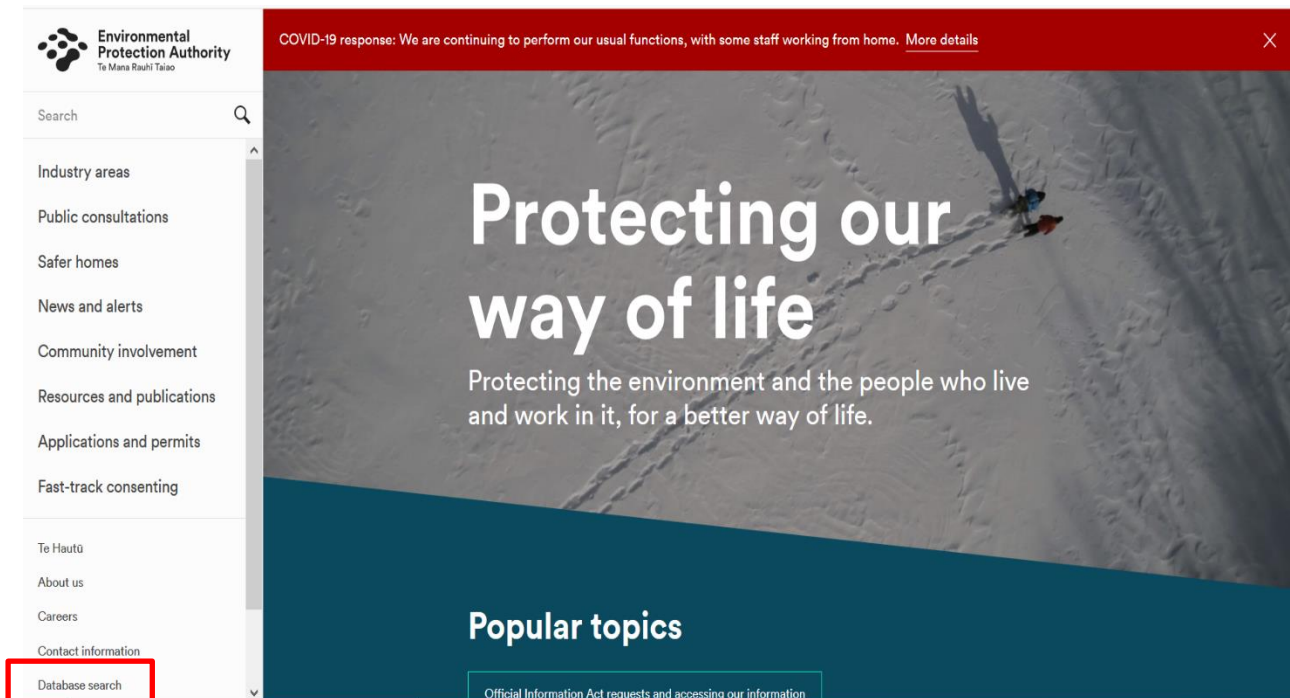 Environmental
Protection Authority
Te Mana Rauhī Taiao
Search
Industry areas
Public consultations
Safer homes
News and alerts
Community involvement
Resources and publications
Applications and permits
Fast-track consenting
Te Hautū
About us
Careers
Contact information
Database search
COVID-19 response: We are continuing to perform our usual functions, with some staff working from home. More details
Protecting our
way of life
Protecting the environment and the people who live
and work in it, for a better way of life.
Popular topics
Official Information Act requests and accessing our information